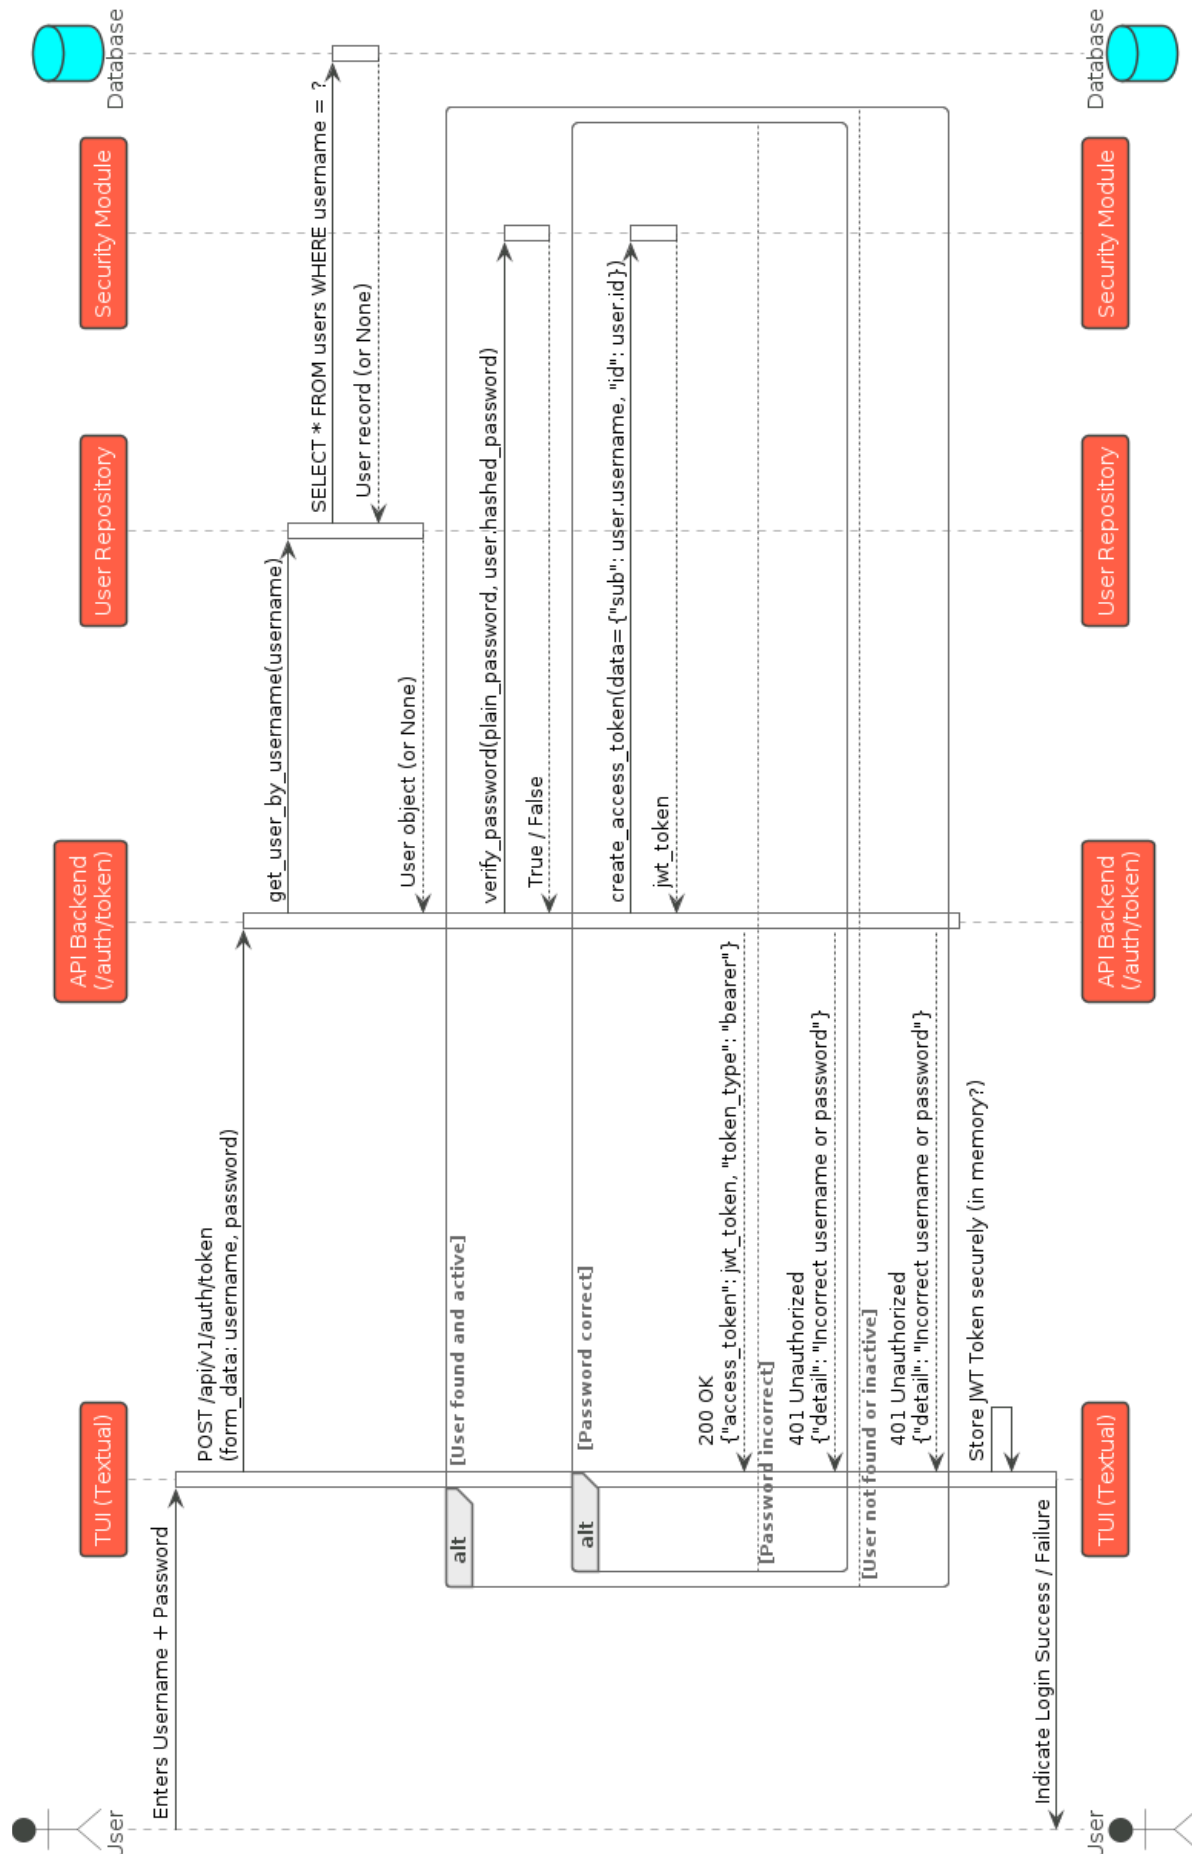 User
TUI (Textual)
API Backend
(/auth/token)
User Repository
Security Module
Database
Enters Username + Password
POST /api/v1/auth/token
(form_data: username, password)
get_user_by_username(username)
SELECT * FROM users WHERE username = ?
User record (or None)
User object (or None)
alt
[User found and active]
verify_password(plain_password, user.hashed_password)
True / False
alt
[Password correct]
create_access_token(data={"sub": user.username, "id": user.id})
jwt_token
200 OK
{"access_token": jwt_token, "token_type": "bearer"}
[Password incorrect]
401 Unauthorized
{"detail": "Incorrect username or password"}
[User not found or inactive]
401 Unauthorized
{"detail": "Incorrect username or password"}
Store JWT Token securely (in memory?)
Indicate Login Success / Failure
User
TUI (Textual)
API Backend
(/auth/token)
User Repository
Security Module
Database